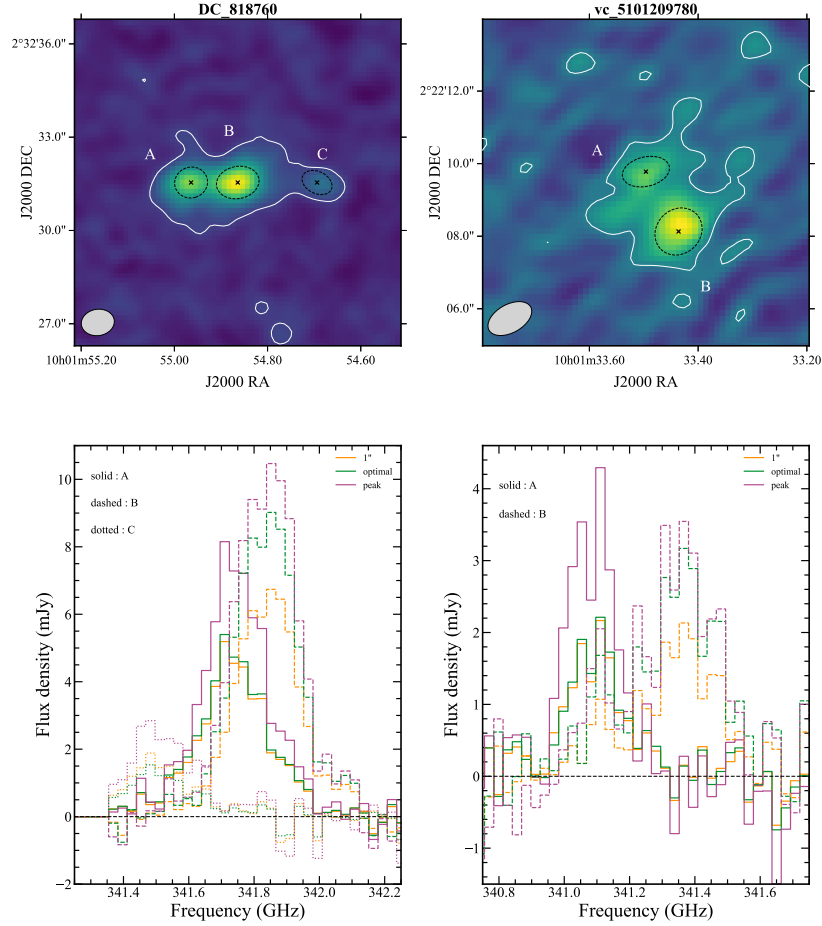 DC_818760
vc_5101209780
2°32'36.0"
33.0"
30.0"
27.0"
J2000 DEC
A
B
C
10h01m55.20
55.00
54.80
54.60
J2000 RA
2°22'12.0"
10.0"
08.0"
06.0"
J2000 DEC
A
B
10h01m33.60
33.40
33.20
J2000 RA
10
8
6
4
2
0
−2
Flux density (mJy)
solid : A
dashed : B
dotted : C
1"
optimal
peak
341.4
341.6
341.8
342.0
342.2
Frequency (GHz)
4
3
2
1
0
−1
Flux density (mJy)
solid : A
dashed : B
1"
optimal
peak
340.8
341.0
341.2
341.4
341.6
Frequency (GHz)